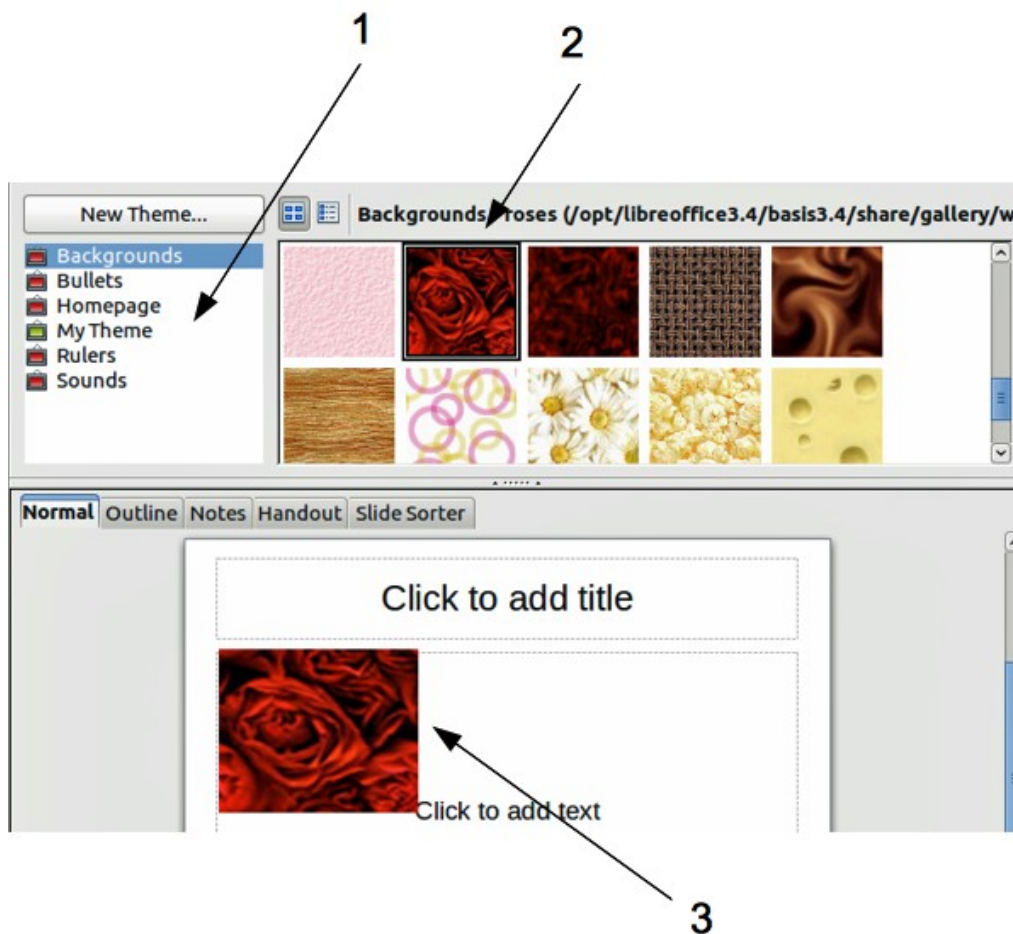 1
2
New Theme...
Backgrounds - roses (/opt/libreoffice3.4/basis3.4/share/gallery/w
Backgrounds
Bullets
Homepage
My Theme
Rulers
Sounds
Normal Outline Notes Handout Slide Sorter
Click to add title
Click to add text
3